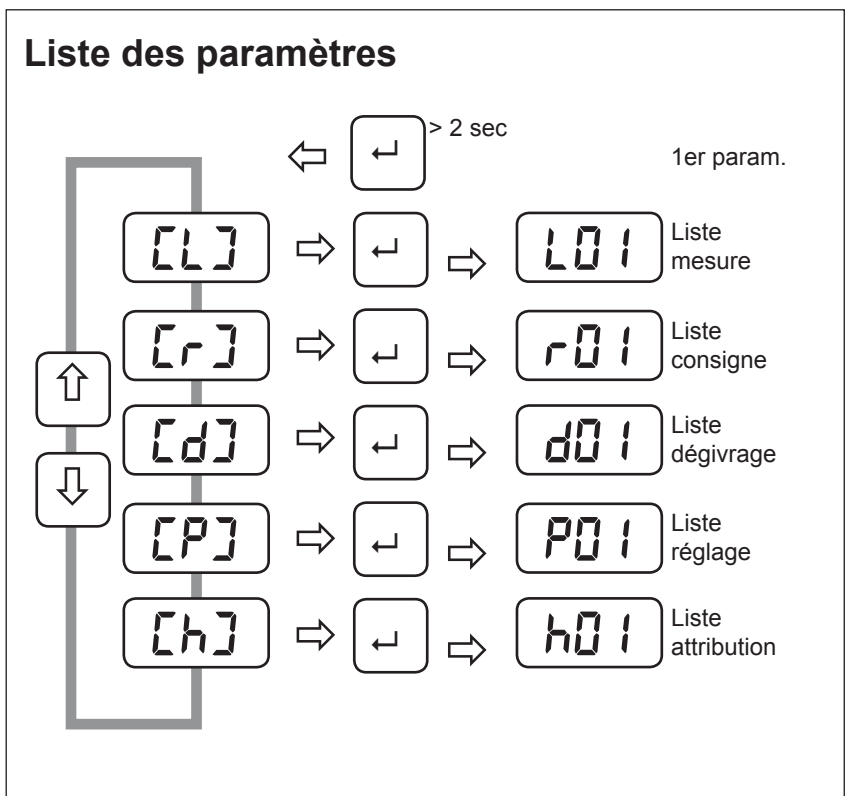 Liste des paramètres
> 2 sec
1er param.
[L]
L01
Liste
mesure
[r]
r01
Liste
consigne
[d]
d01
Liste
dégivrage
[P]
P01
Liste
réglage
[h]
h01
Liste
attribution